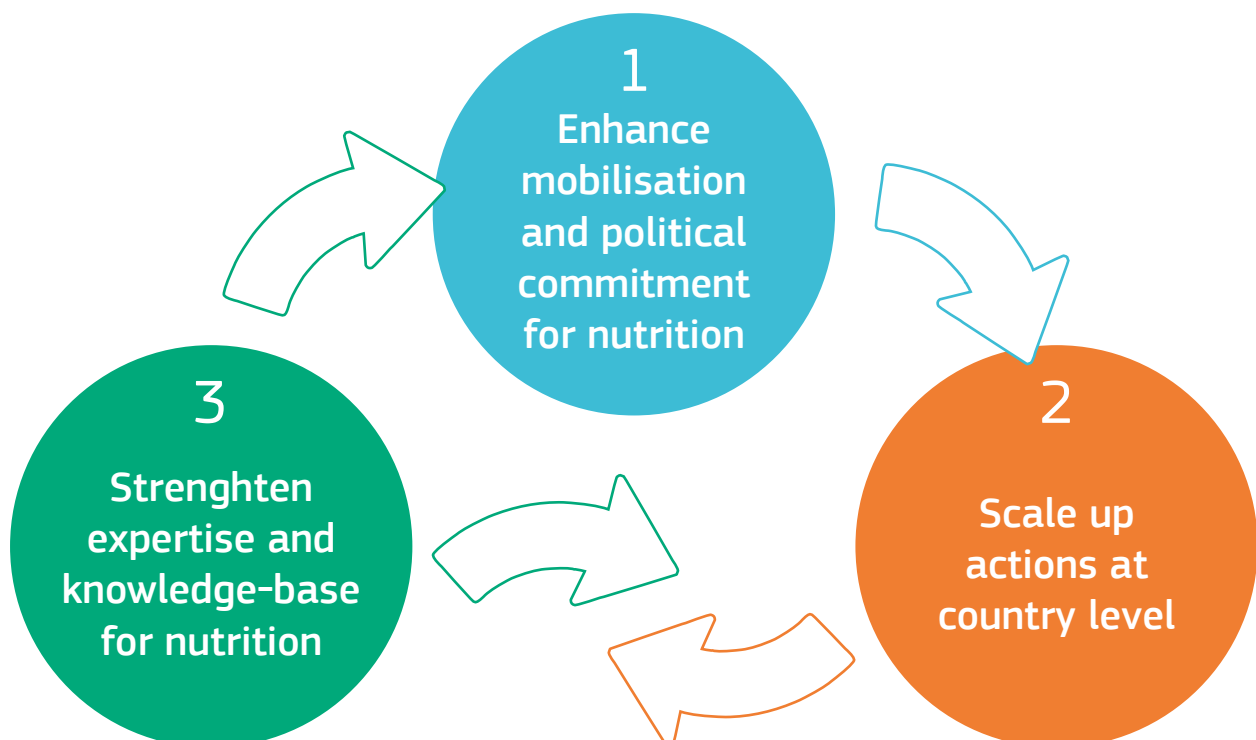 1
Enhance
mobilisation
and political
commitment
for nutrition
3
Strenghten
expertise and
knowledge-base
for nutrition
2
Scale up
actions at
country level